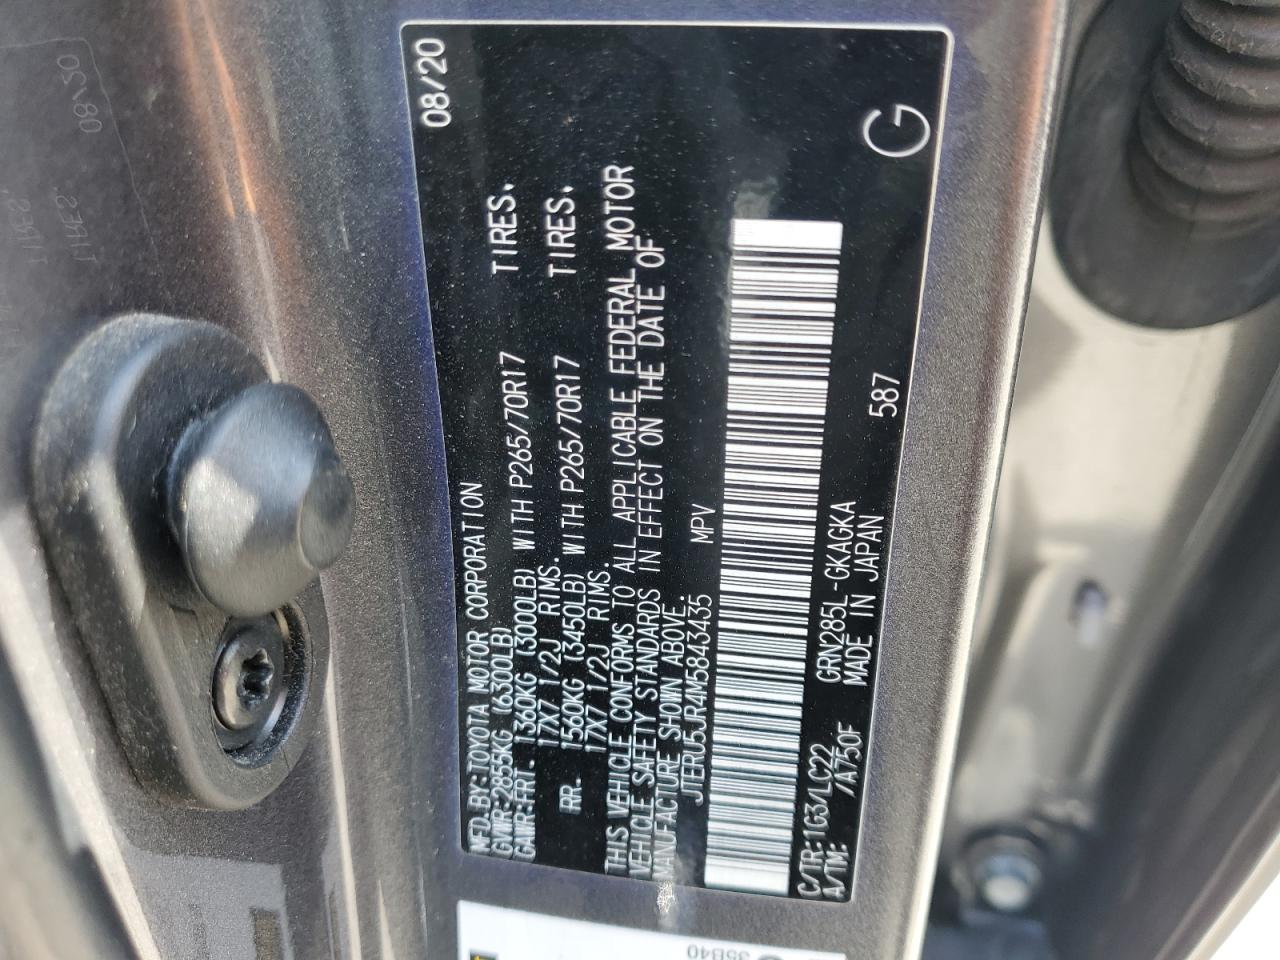 MFD.BY:TOYOTA MOTOR CORPORATION 08/20
GVWR:2855KG (6300LB)
GAWR:FRT. 1360KG (3000LB) WITH P265/70R17 TIRES.
17X7 1/2J RIMS.
RR. 1560KG (3450LB) WITH P265/70R17 TIRES.
17X7 1/2J RIMS.
THIS VEHICLE CONFORMS TO ALL APPLICABLE FEDERAL MOTOR
VEHICLE SAFETY STANDARDS IN EFFECT ON THE DATE OF
MANUFACTURE SHOWN ABOVE.
JTERU5JR4M5843435 MPV
C/TR:1G3/LC22 GRN285L-GKAGKA 587
A/TM: /A750F MADE IN JAPAN
G
35B40